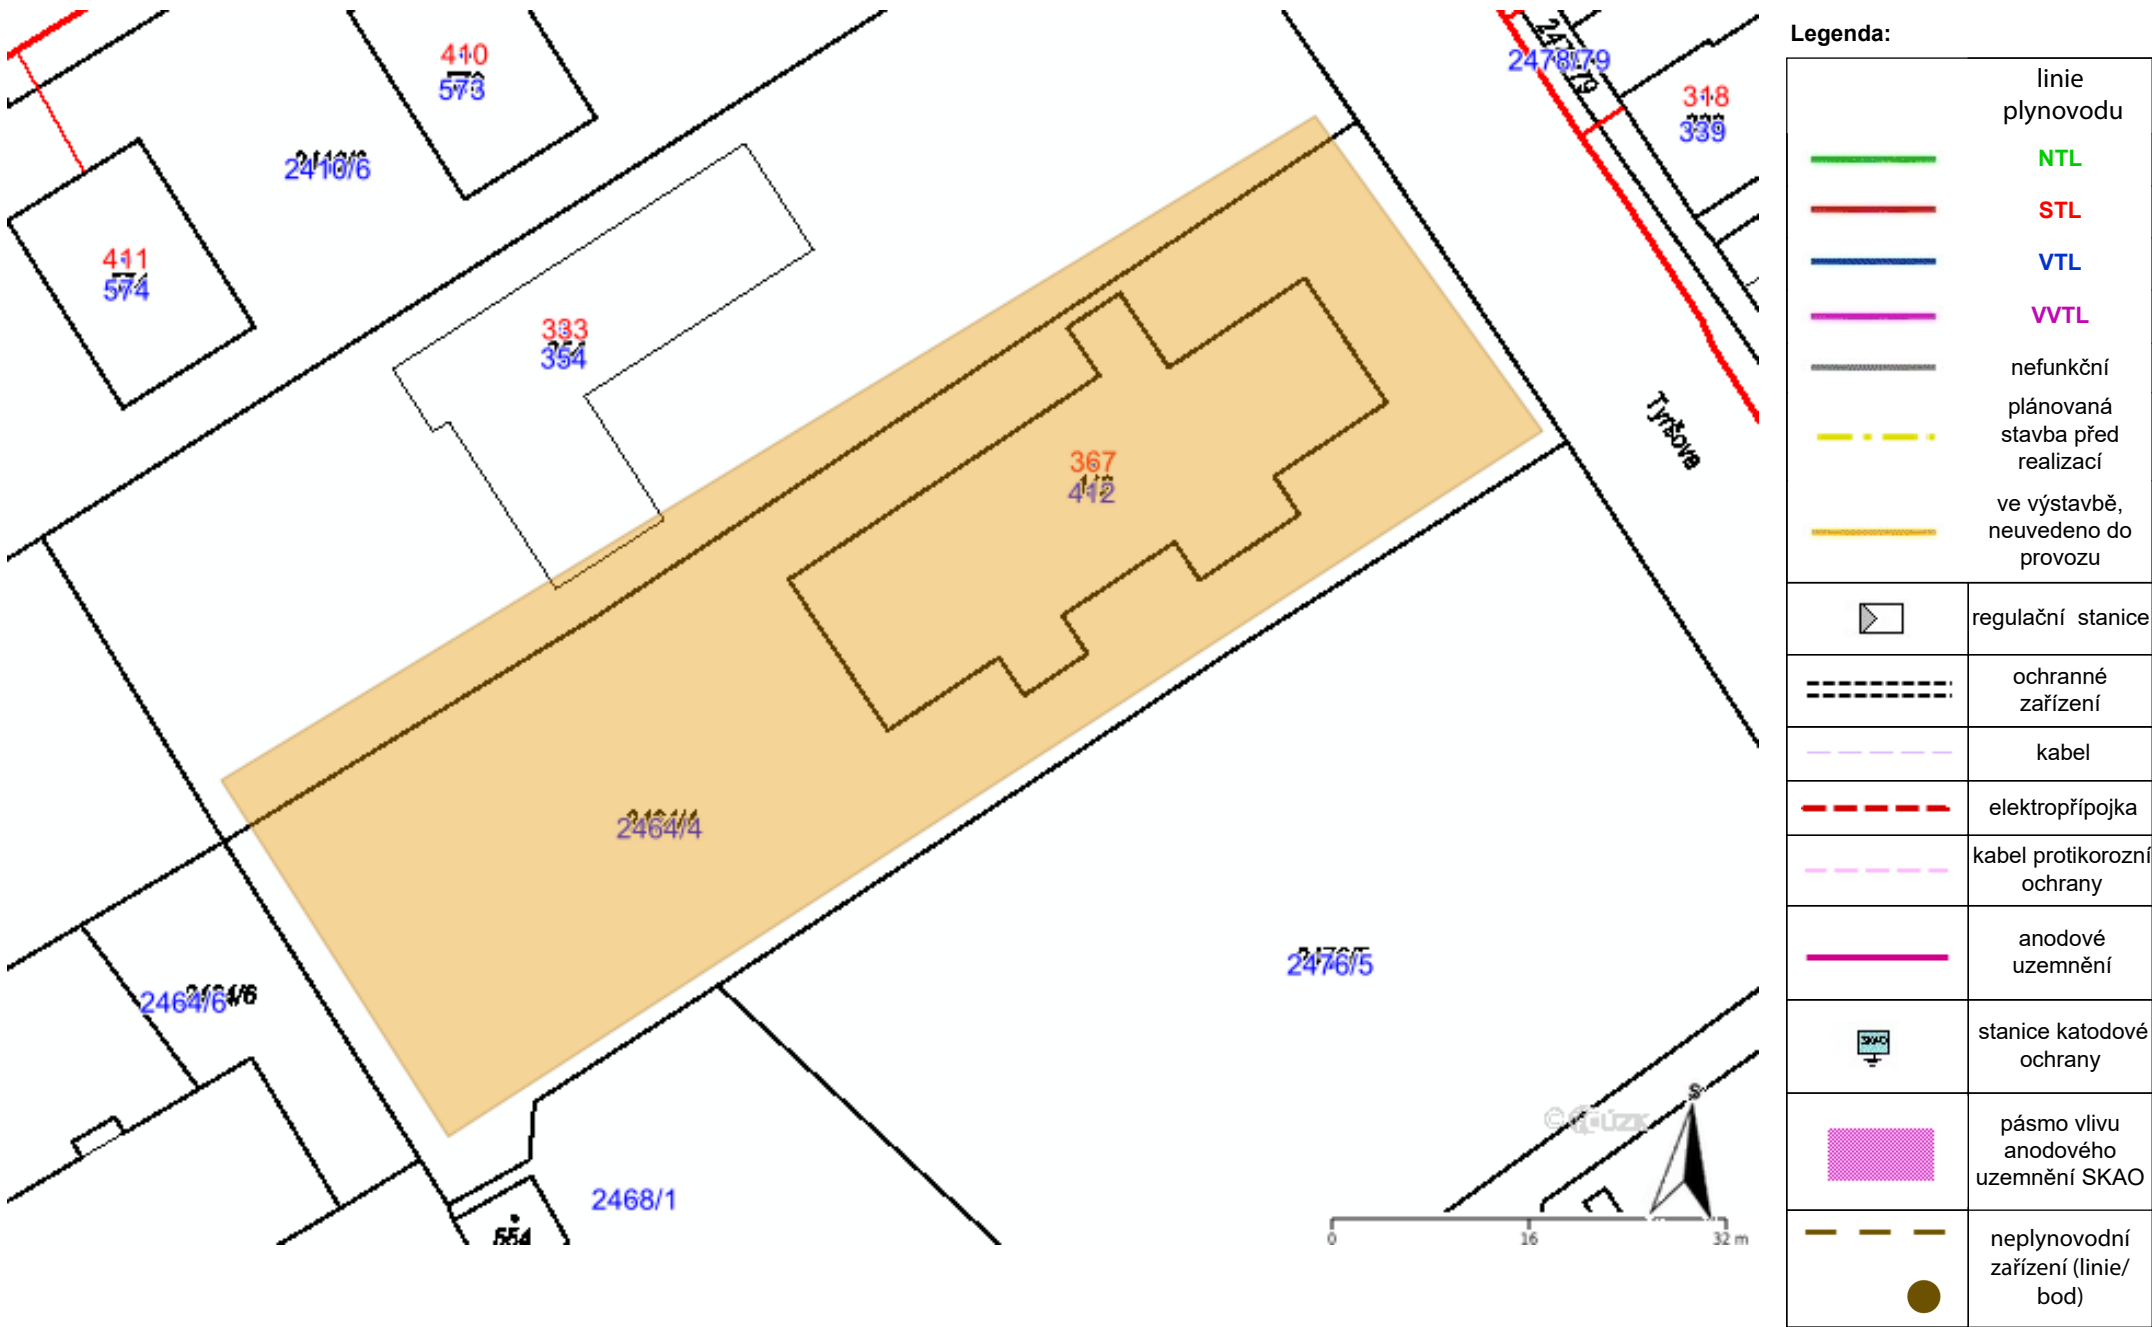 410
573
2410/6
411
574
333
354
2478/79
318
339
Tyršova
367
412
2464/4
2464/6
2476/5
2468/1
554
S
0 16 32 m
© ČÚZK
Legenda:
linie
plynovodu
NTL
STL
VTL
VVTL
nefunkční
plánovaná
stavba před
realizací
ve výstavbě,
neuvedeno do
provozu
regulační stanice
ochranné
zařízení
kabel
elektropřípojka
kabel protikorozní
ochrany
anodové
uzemnění
SKAO
stanice katodové
ochrany
pásmo vlivu
anodového
uzemnění SKAO
neplynovodní
zařízení (linie/
bod)